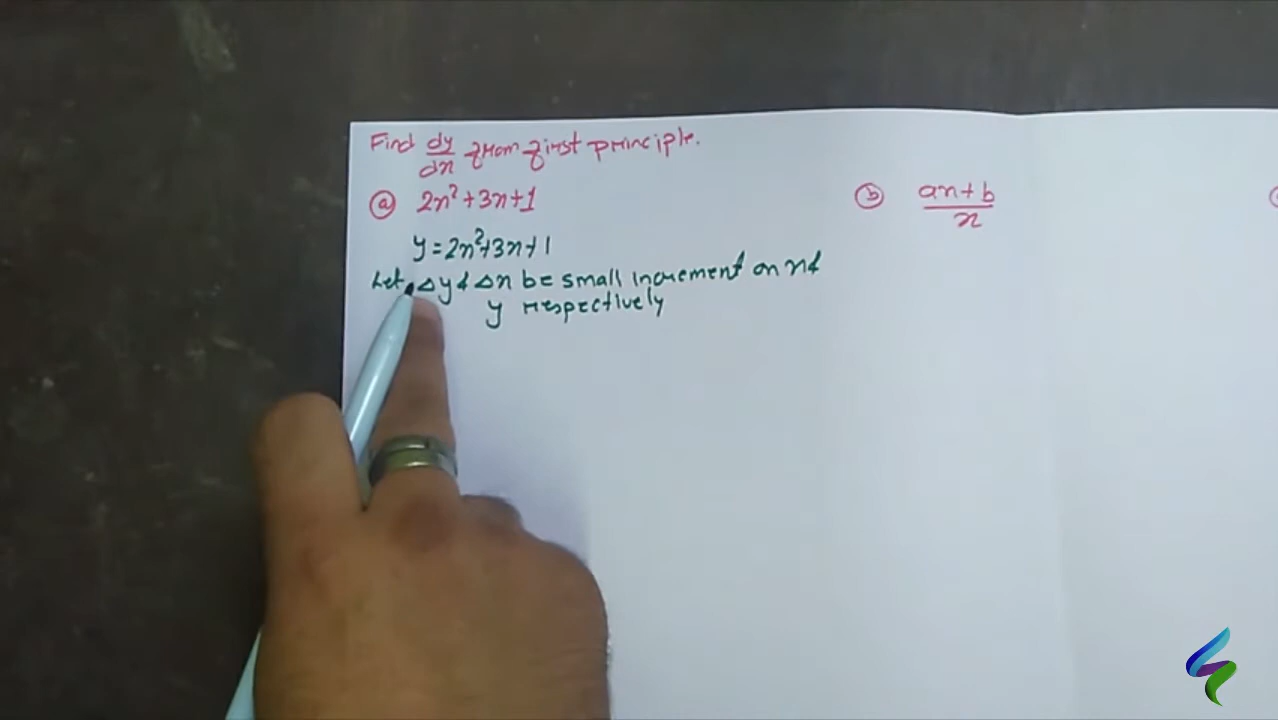 Find dy/dx from first principle.
ⓐ 2x²+3x+1
ⓑ ax+b/x
y=2x²+3x+1
Let Δy & Δx be small increment on x &
y respectively